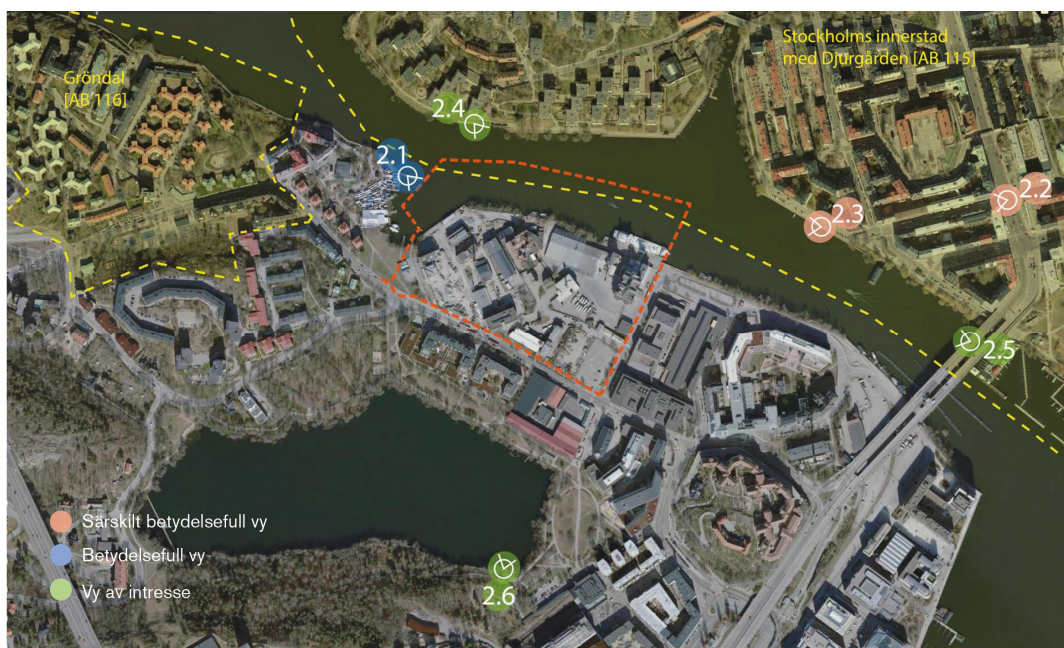 Gröndal
[AB 116]
Stockholms innerstad
med Djurgården [AB 115]
2.4
2.1
2.2
2.3
2.5
2.6
Särskilt betydelsefull vy
Betydelsefull vy
Vy av intresse